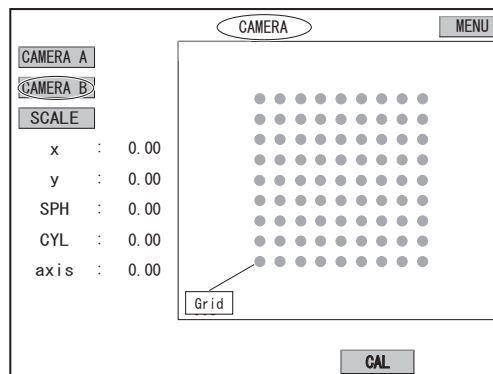 CAMERA
MENU
CAMERA A
CAMERA B
SCALE
x : 0.00
y : 0.00
SPH : 0.00
CYL : 0.00
axis : 0.00
Grid
CAL